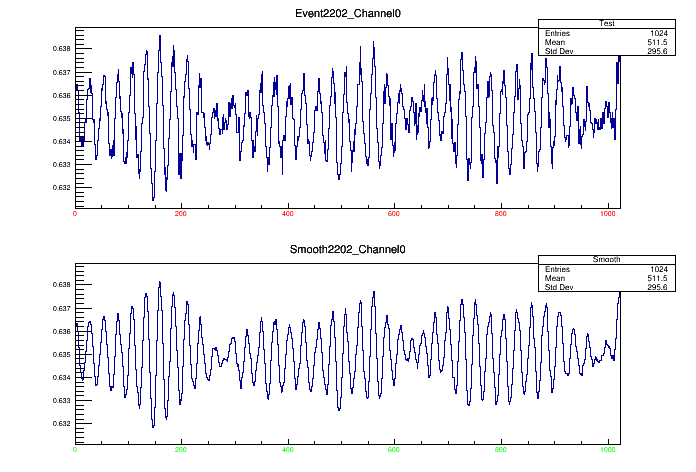 Event2202_Channel0
Test
Entries 1024
Mean 511.5
Std Dev 295.6
0.638
0.637
0.636
0.635
0.634
0.633
0.632
0 200 400 600 800 1000
Smooth2202_Channel0
Smooth
Entries 1024
Mean 511.5
Std Dev 295.6
0.638
0.637
0.636
0.635
0.634
0.633
0.632
0 200 400 600 800 1000